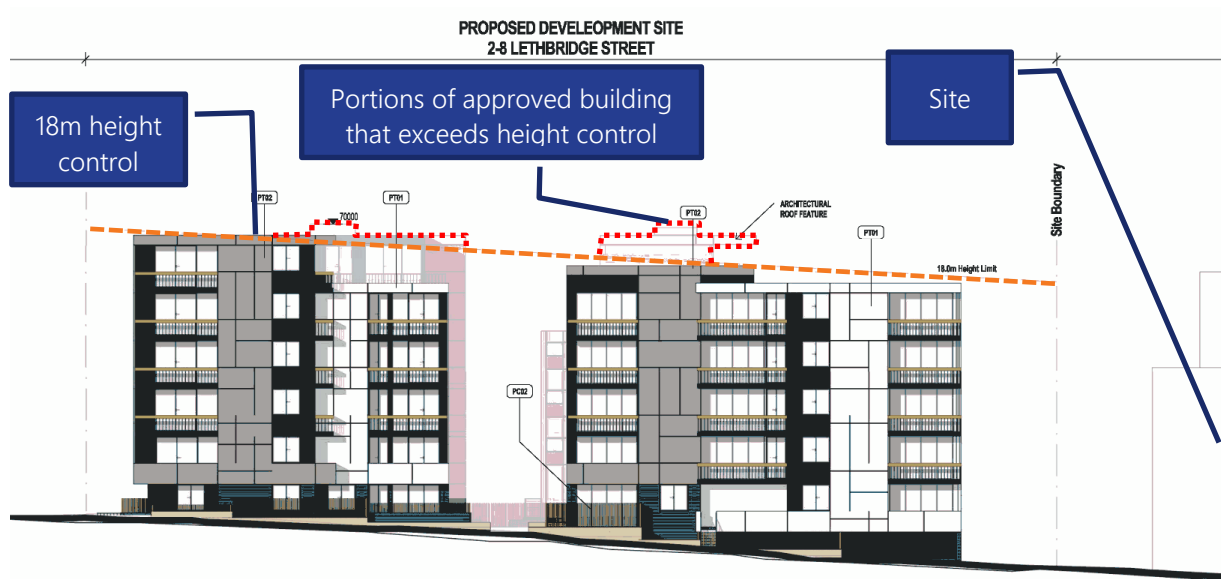 PROPOSED DEVELEOPMENT SITE
2-8 LETHBRIDGE STREET
18m height
control
Portions of approved building
that exceeds height control
Site
Site Boundary
PT02
PT01
70000
PT02
ARCHITECTURAL
ROOF FEATURE
PT01
18.0m Height Limit
PC02